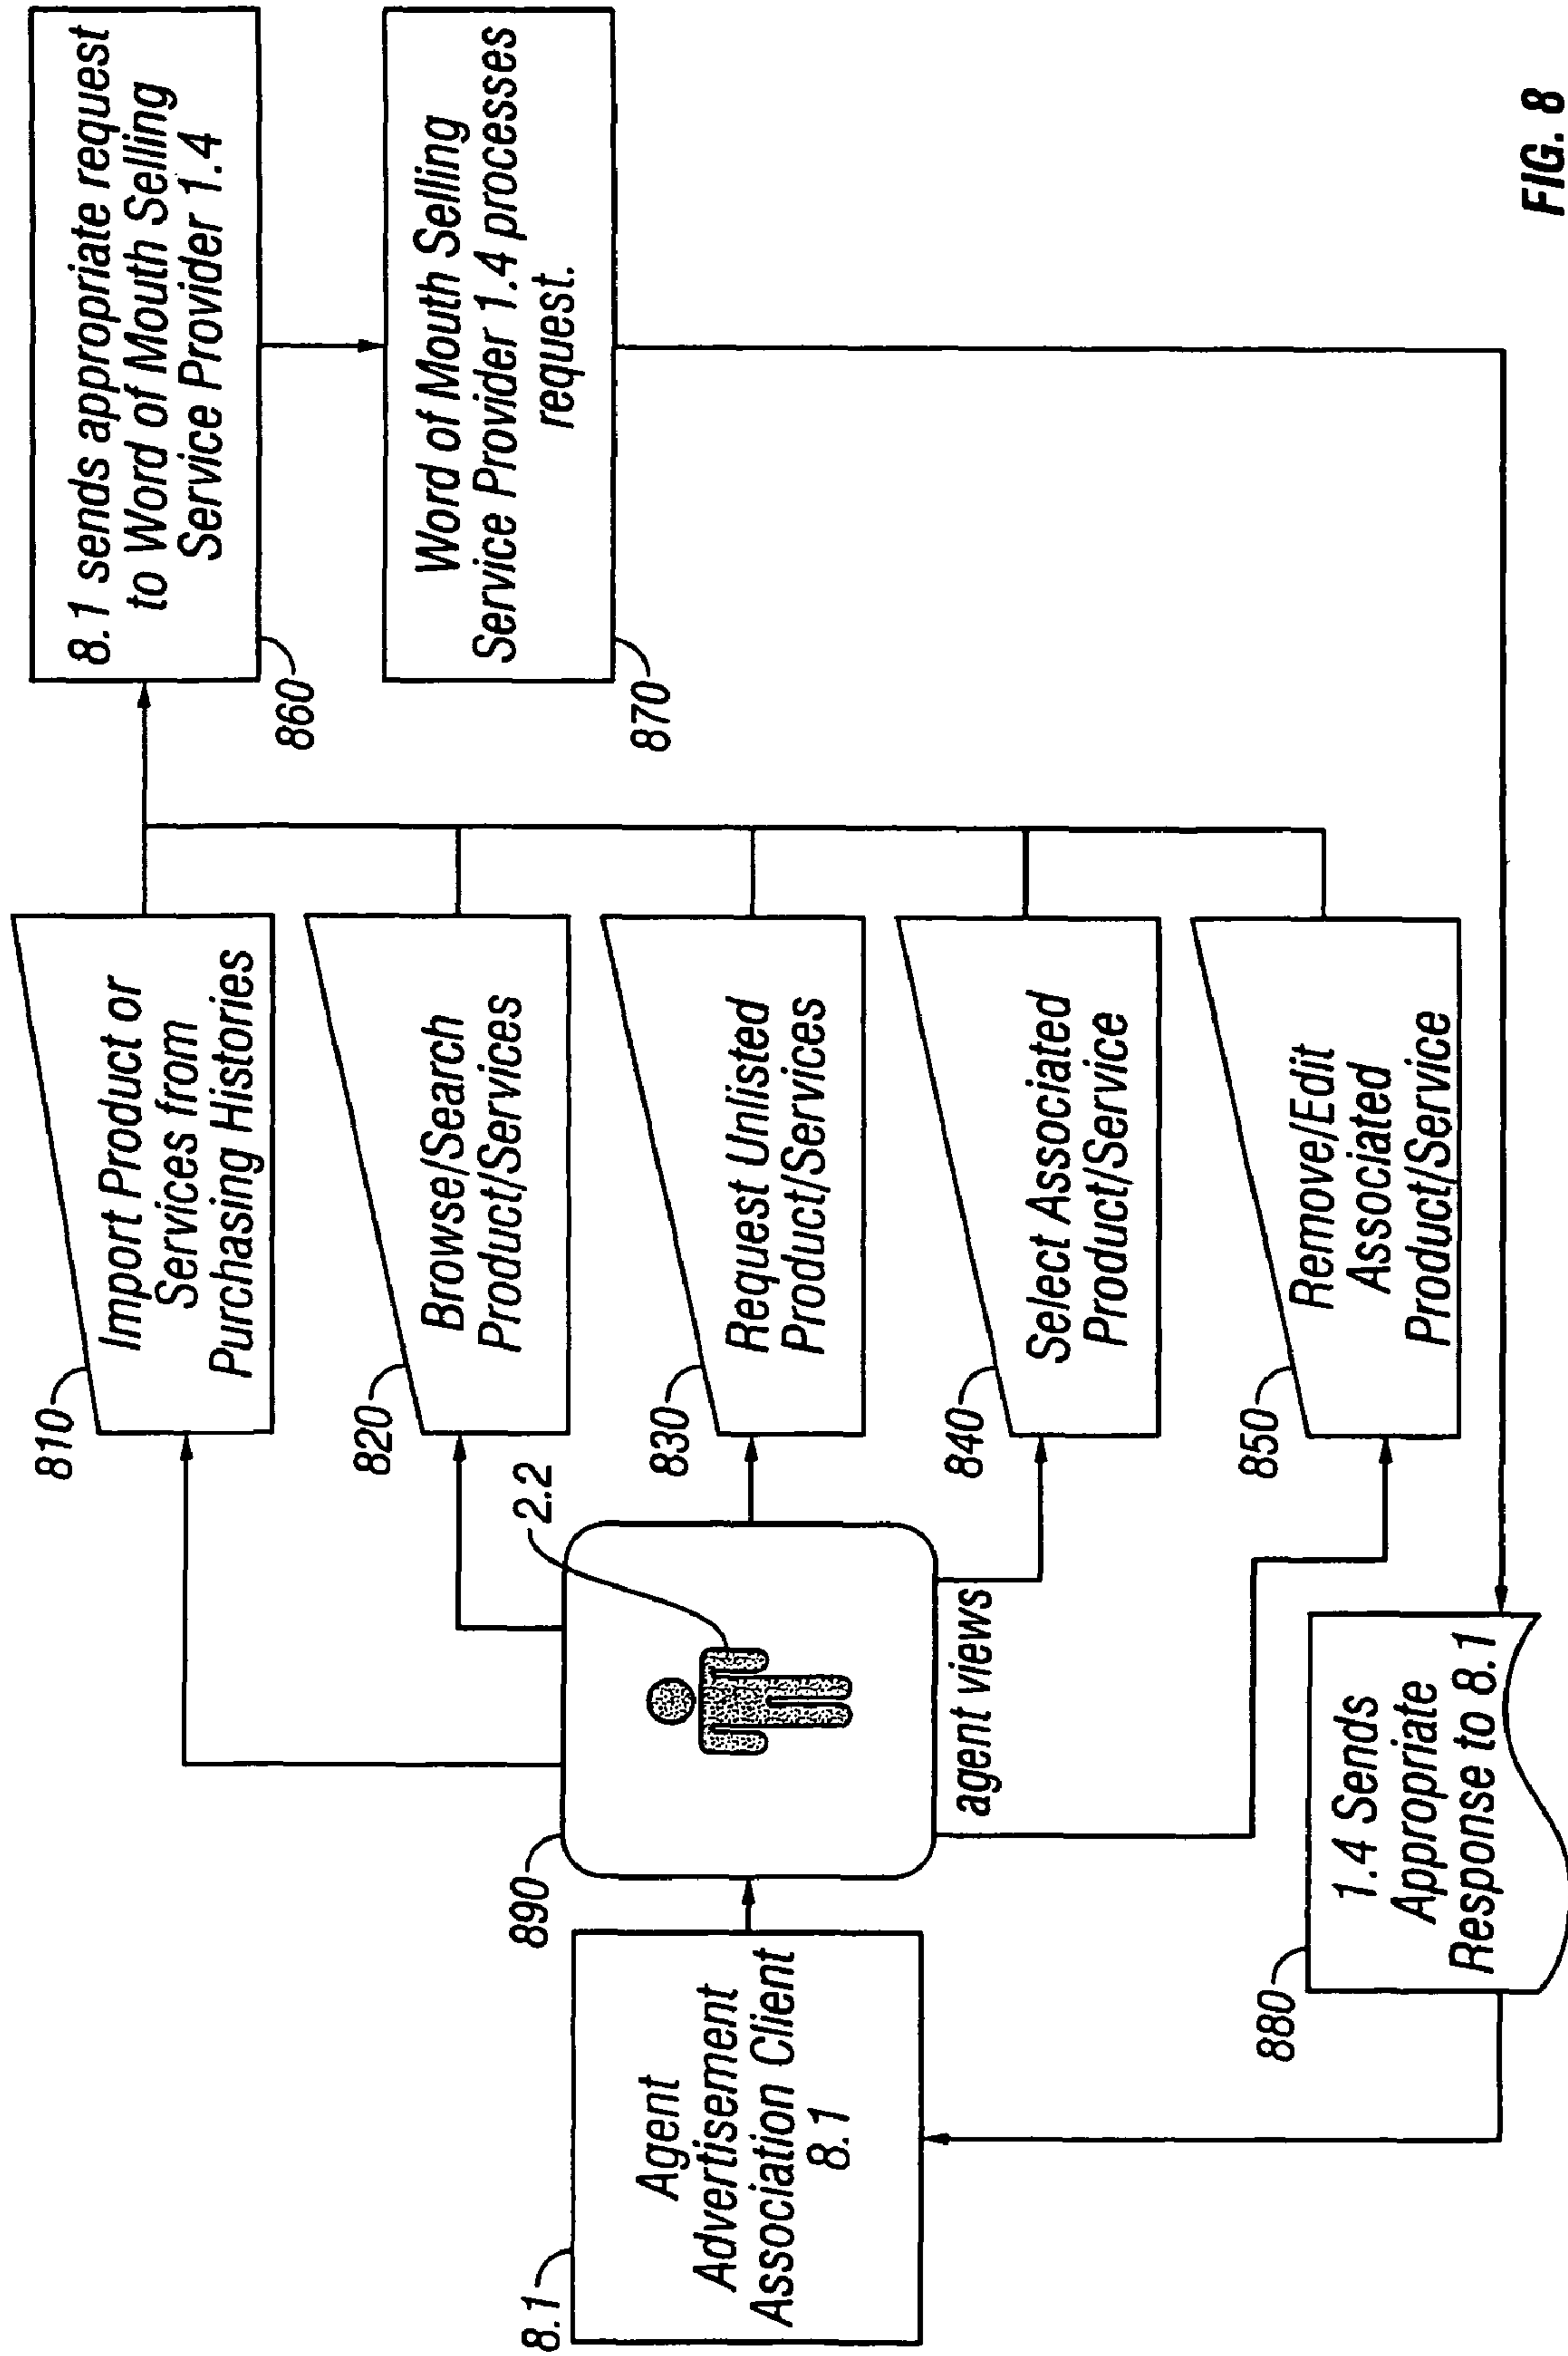 8.1
Agent
Advertisement
Association Client
8.1
890
2.2
agent views
810
Import Product or
Services from
Purchasing Histories
820
Browse/Search
Product/Services
830
Request Unlisted
Product/Services
840
Select Associated
Product/Service
850
Remove/Edit
Associated
Product/Service
8.1 sends appropriate request
to Word of Mouth Selling
Service Provider 1.4
860
Word of Mouth Selling
Service Provider 1.4 processes
request.
870
880
1.4 Sends
Appropriate
Response to 8.1
FIG. 8